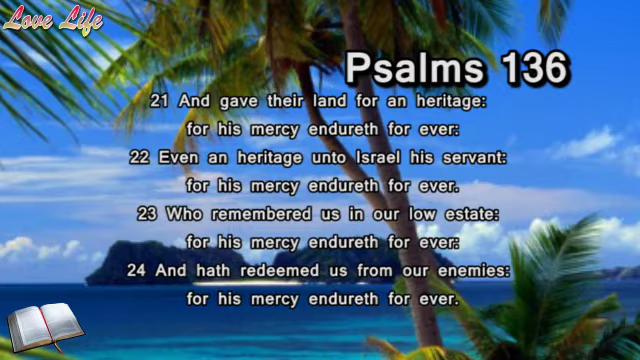 Love Life
Psalms 136
21 And gave their land for an heritage:
for his mercy endureth for ever:
22 Even an heritage unto Israel his servant:
for his mercy endureth for ever.
23 Who remembered us in our low estate:
for his mercy endureth for ever:
24 And hath redeemed us from our enemies:
for his mercy endureth for ever.